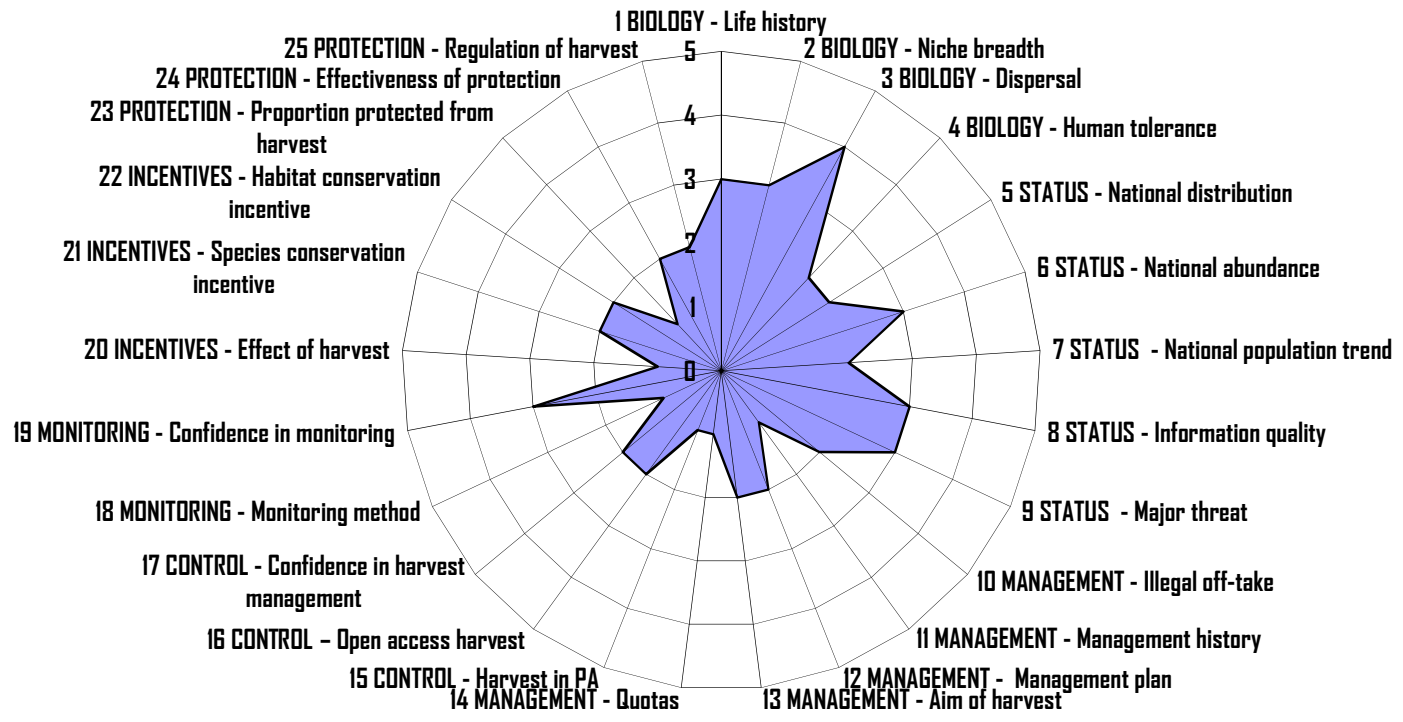 1 BIOLOGY - Life history
2 BIOLOGY - Niche breadth
3 BIOLOGY - Dispersal
4 BIOLOGY - Human tolerance
5 STATUS - National distribution
6 STATUS - National abundance
7 STATUS - National population trend
8 STATUS - Information quality
9 STATUS - Major threat
10 MANAGEMENT - Illegal off-take
11 MANAGEMENT - Management history
12 MANAGEMENT - Management plan
13 MANAGEMENT - Aim of harvest
14 MANAGEMENT - Quotas
15 CONTROL - Harvest in PA
16 CONTROL – Open access harvest
17 CONTROL - Confidence in harvest
management
18 MONITORING - Monitoring method
19 MONITORING - Confidence in monitoring
20 INCENTIVES - Effect of harvest
21 INCENTIVES - Species conservation
incentive
22 INCENTIVES - Habitat conservation
incentive
23 PROTECTION - Proportion protected from
harvest
24 PROTECTION - Effectiveness of protection
25 PROTECTION - Regulation of harvest
5
4
3
2
1
0